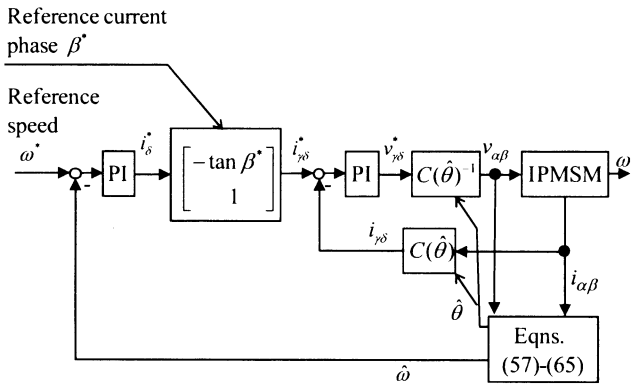 Reference current
phase β*
Reference
speed
ω*
-
PI
i*δ
[−tan β*
1]
i*γδ
-
PI
v*γδ
C(θ̂)⁻¹
vαβ
IPMSM
ω
iγδ
C(θ̂)
iαβ
θ̂
Eqns.
(57)-(65)
ω̂